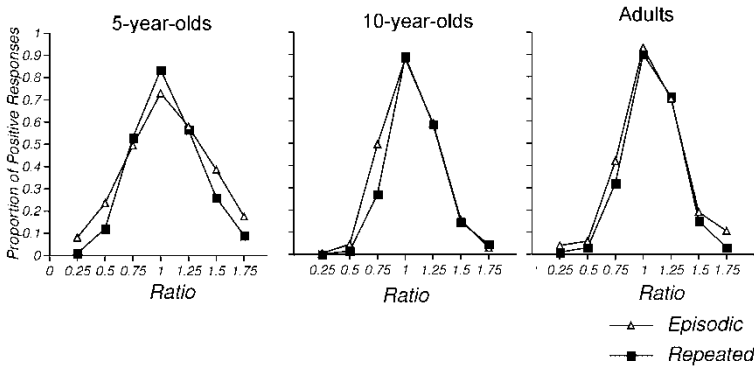 5-year-olds
10-year-olds
Adults
Proportion of Positive Responses
1
0.9
0.8
0.7
0.6
0.5
0.4
0.3
0.2
0.1
0
0 0.25 0.5 0.75 1 1.25 1.5 1.75
0.25 0.5 0.75 1 1.25 1.5 1.75
0.25 0.5 0.75 1 1.25 1.5 1.75
Ratio
Ratio
Ratio
Episodic
Repeated